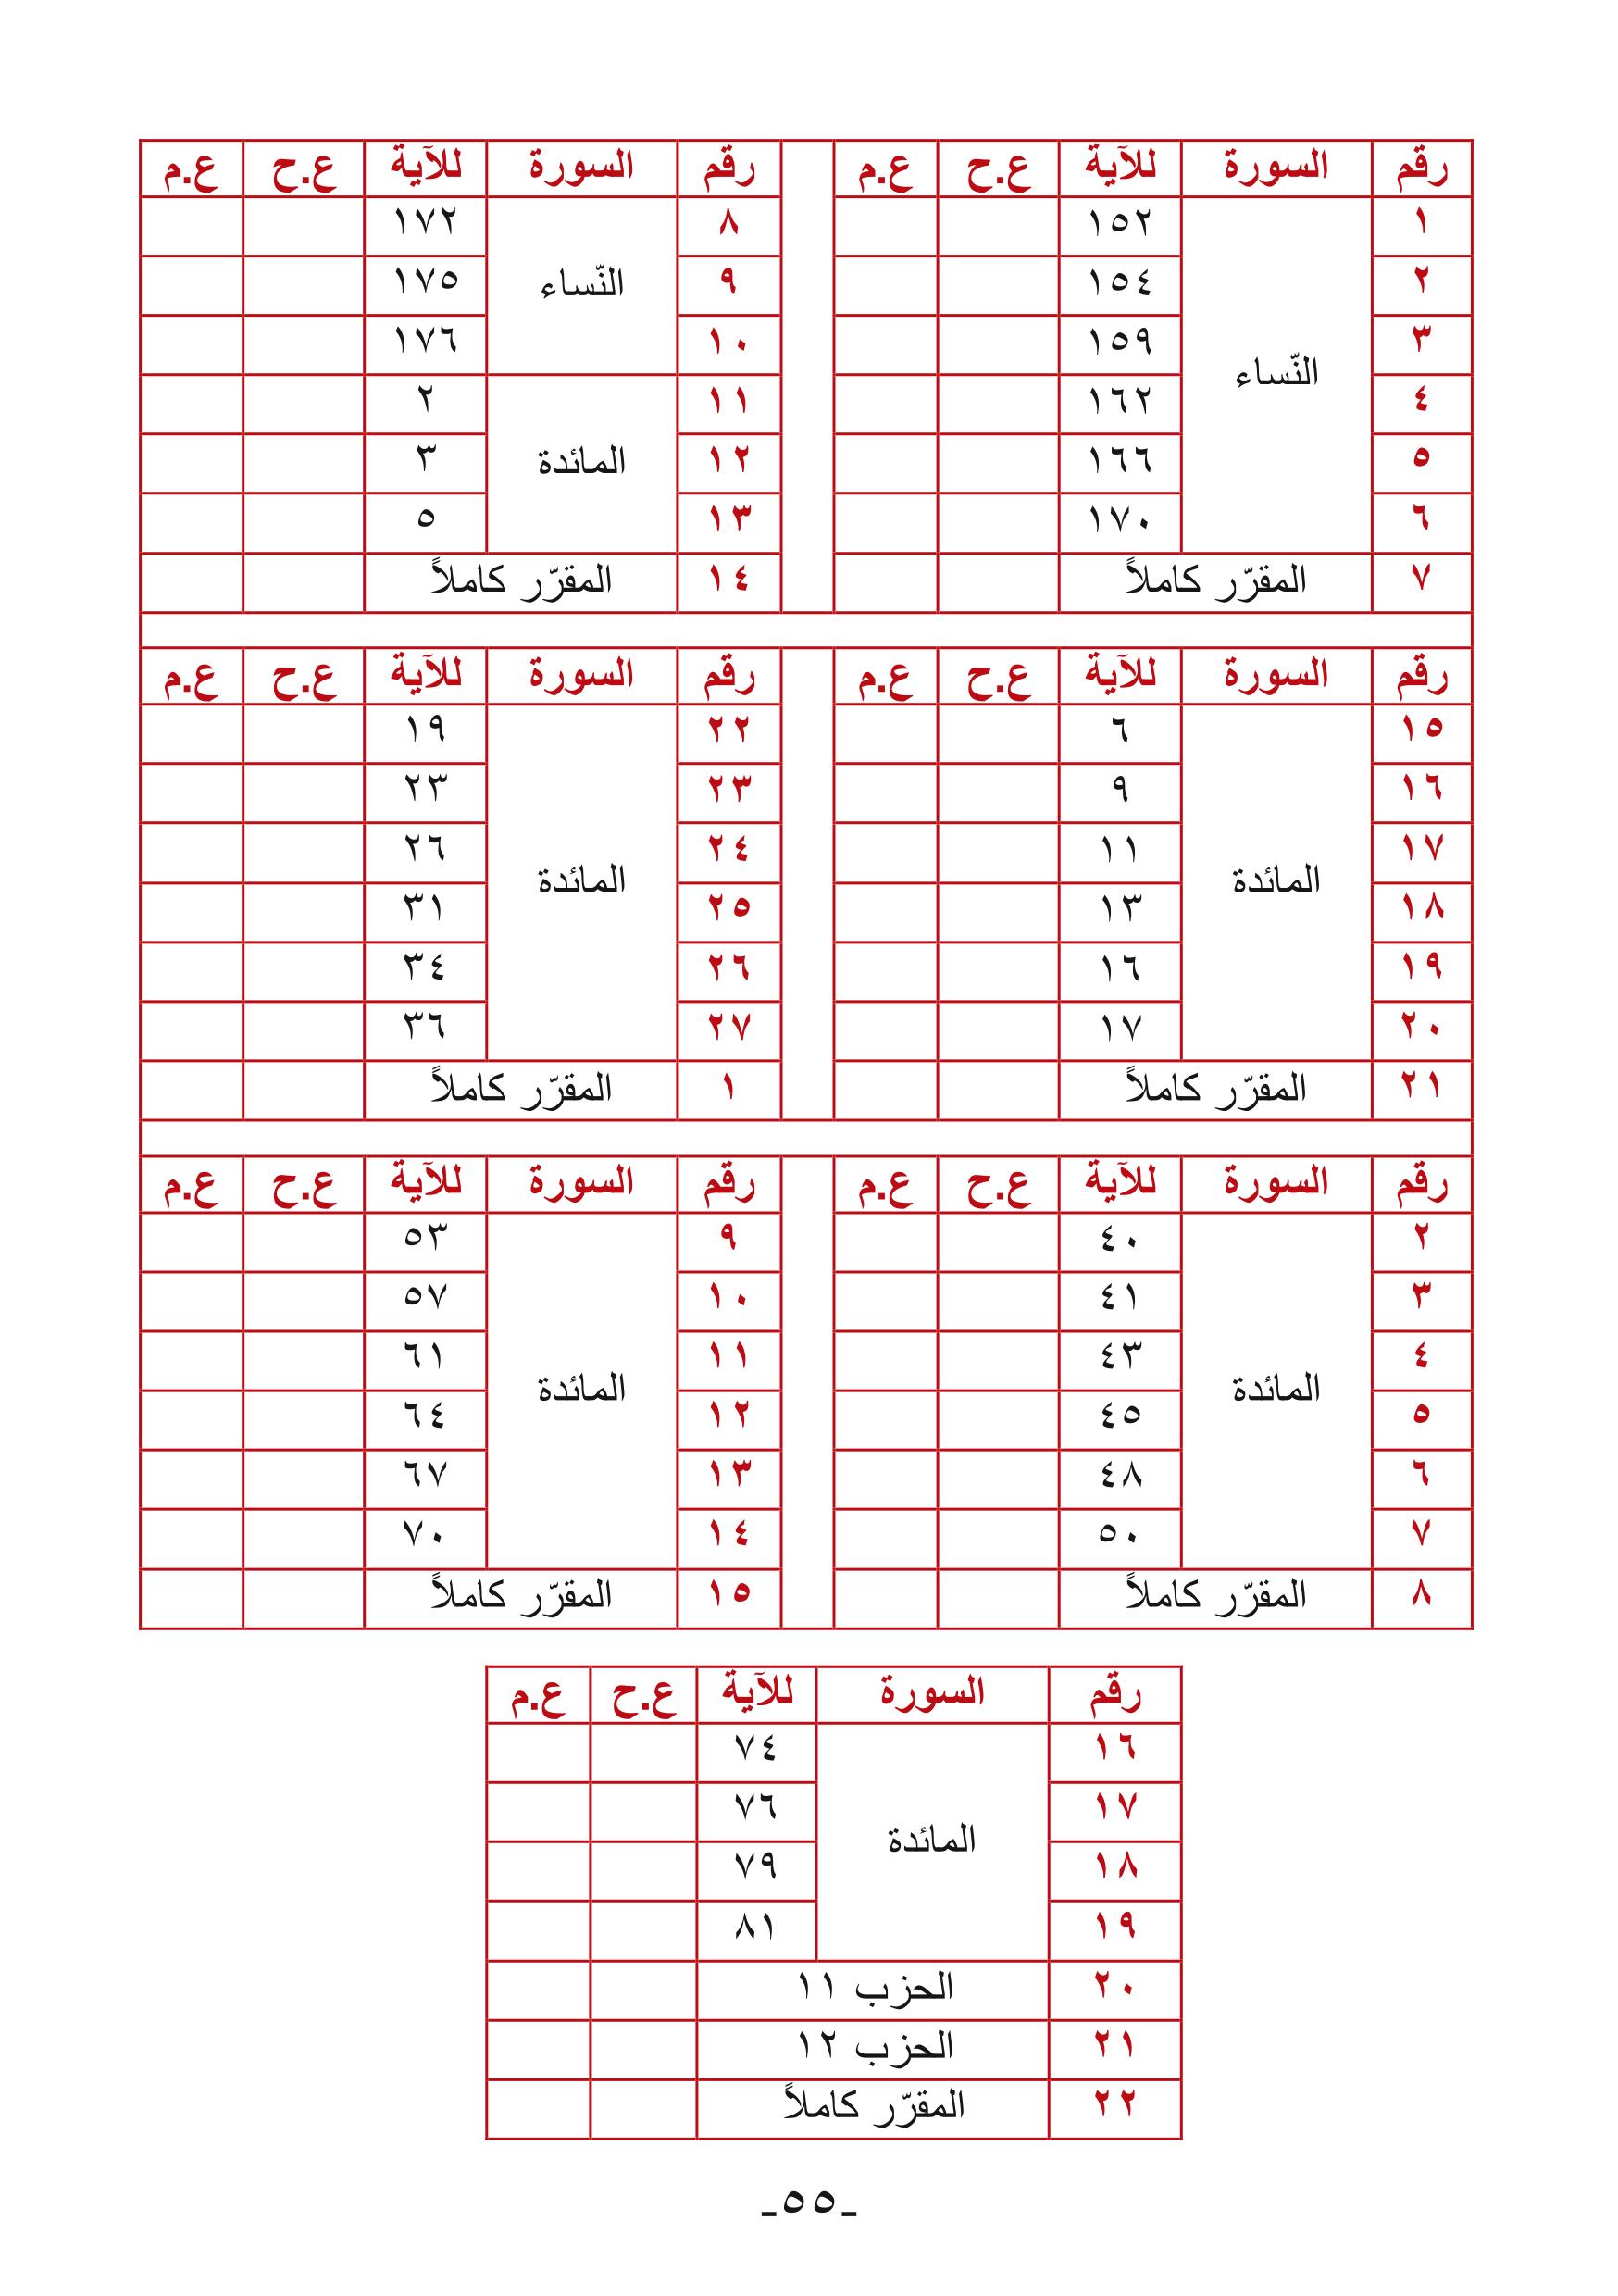 رقم السورة للآية ع.ح ع.م رقم السورة للآية ع.ح ع.م
١ النّساء ١٥٢ ٨ النّساء ١٧٢
٢ ١٥٤ ٩ ١٧٥
٣ ١٥٩ ١٠ ١٧٦
٤ ١٦٢ ١١ المائدة ٢
٥ ١٦٦ ١٢ ٣
٦ ١٧٠ ١٣ ٥
٧ المقرّر كاملاً ١٤ المقرّر كاملاً
رقم السورة للآية ع.ح ع.م رقم السورة للآية ع.ح ع.م
١٥ المائدة ٦ ٢٢ المائدة ١٩
١٦ ٩ ٢٣ ٢٣
١٧ ١١ ٢٤ ٢٦
١٨ ١٣ ٢٥ ٣١
١٩ ١٦ ٢٦ ٣٤
٢٠ ١٧ ٢٧ ٣٦
٢١ المقرّر كاملاً ١ المقرّر كاملاً
رقم السورة للآية ع.ح ع.م رقم السورة للآية ع.ح ع.م
٢ المائدة ٤٠ ٩ المائدة ٥٣
٣ ٤١ ١٠ ٥٧
٤ ٤٣ ١١ ٦١
٥ ٤٥ ١٢ ٦٤
٦ ٤٨ ١٣ ٦٧
٧ ٥٠ ١٤ ٧٠
٨ المقرّر كاملاً ١٥ المقرّر كاملاً
رقم السورة للآية ع.ح ع.م
١٦ المائدة ٧٤
١٧ ٧٦
١٨ ٧٩
١٩ ٨١
٢٠ الحزب ١١
٢١ الحزب ١٢
٢٢ المقرّر كاملاً
ـ٥٥ـ